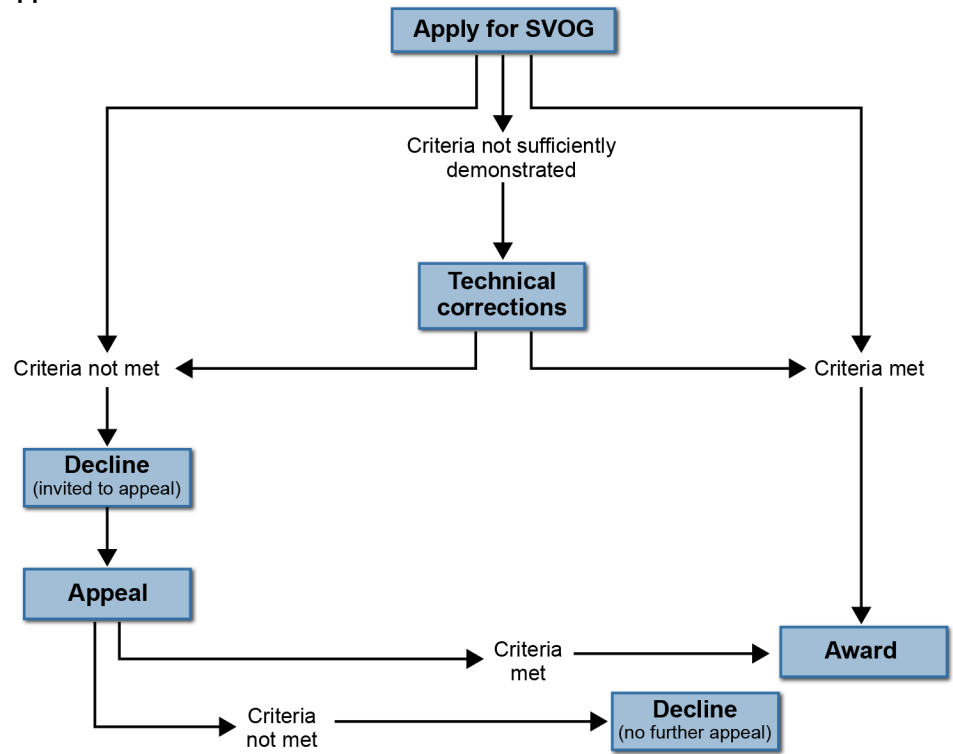 Apply for SVOG
Criteria not sufficiently
demonstrated
Technical
corrections
Criteria not met
Criteria met
Decline
(invited to appeal)
Appeal
Criteria
met
Award
Criteria
not met
Decline
(no further appeal)